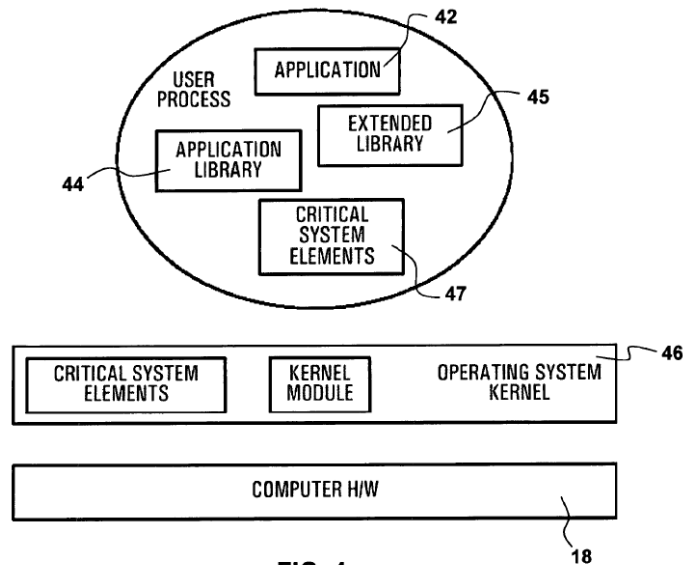 42
APPLICATION
USER
PROCESS
45
EXTENDED
LIBRARY
APPLICATION
LIBRARY
44
CRITICAL
SYSTEM
ELEMENTS
47
46
CRITICAL SYSTEM
ELEMENTS
KERNEL
MODULE
OPERATING SYSTEM
KERNEL
COMPUTER H/W
18